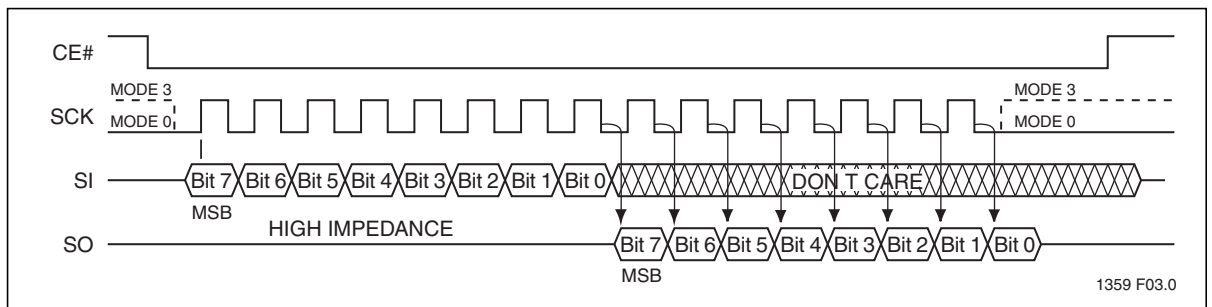 CE#
MODE 3 MODE 3
SCK MODE 0 MODE 0
SI Bit 7 Bit 6 Bit 5 Bit 4 Bit 3 Bit 2 Bit 1 Bit 0 DON T CARE
MSB
HIGH IMPEDANCE
SO Bit 7 Bit 6 Bit 5 Bit 4 Bit 3 Bit 2 Bit 1 Bit 0
MSB
1359 F03.0